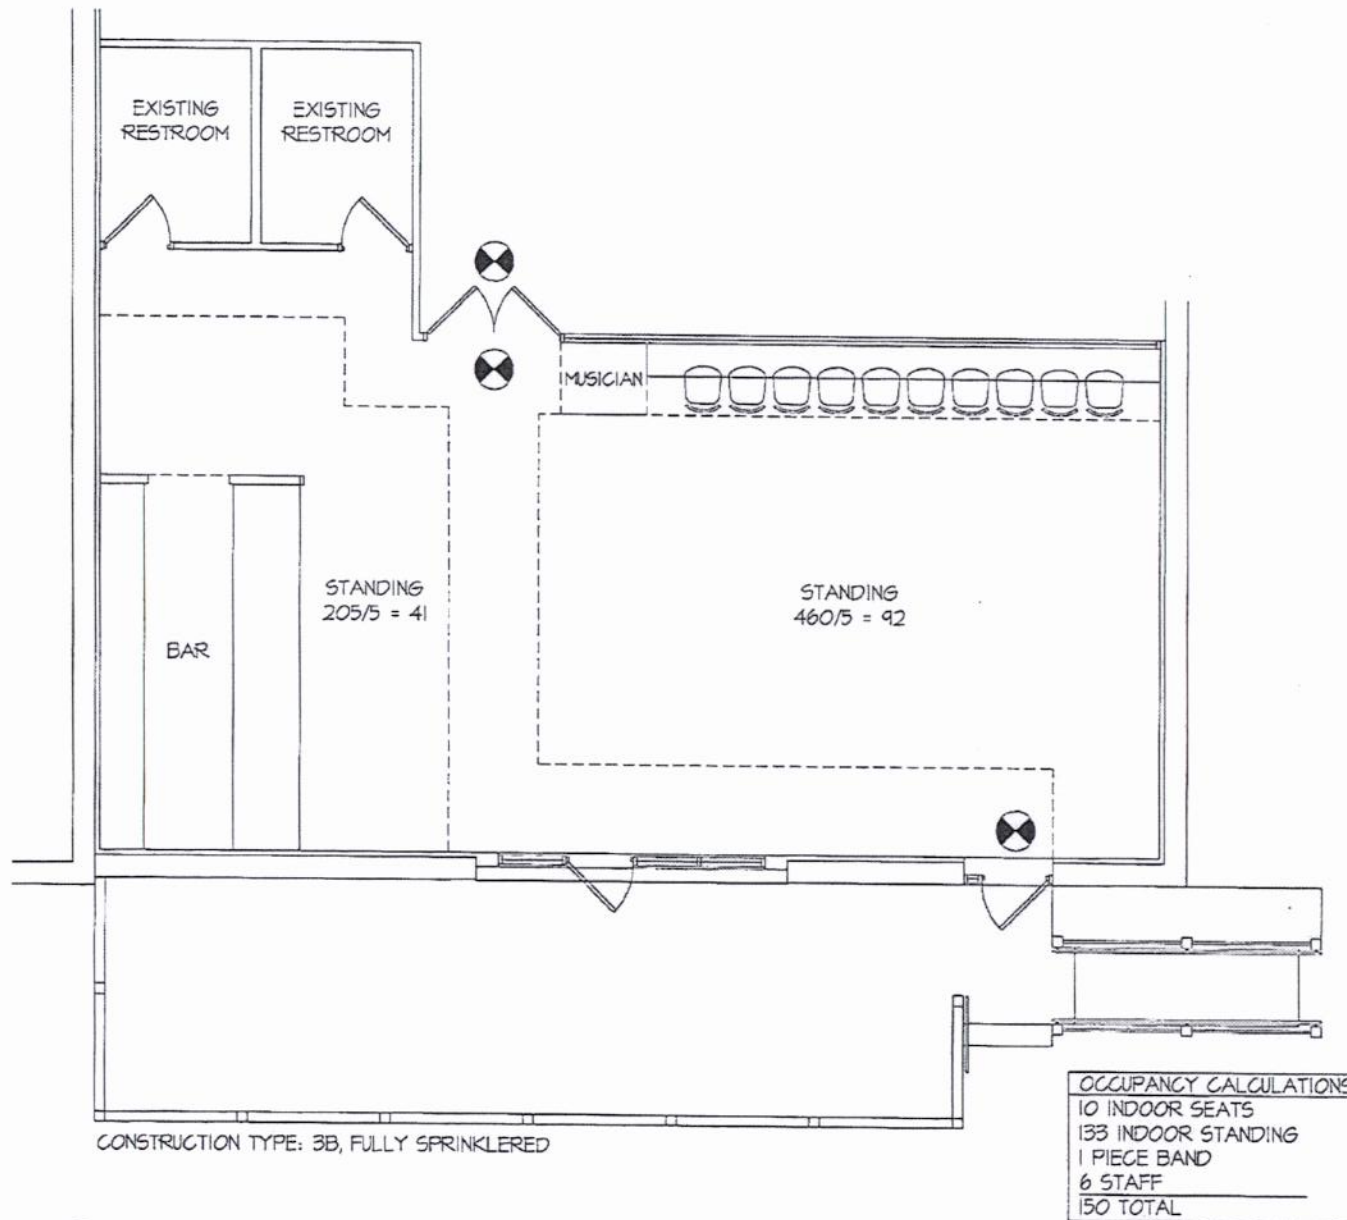 EXISTING
RESTROOM
EXISTING
RESTROOM
MUSICIAN
STANDING
205/5 = 41
STANDING
460/5 = 92
BAR
CONSTRUCTION TYPE: 3B, FULLY SPRINKLERED
OCCUPANCY CALCULATIONS
10 INDOOR SEATS
133 INDOOR STANDING
1 PIECE BAND
6 STAFF
150 TOTAL